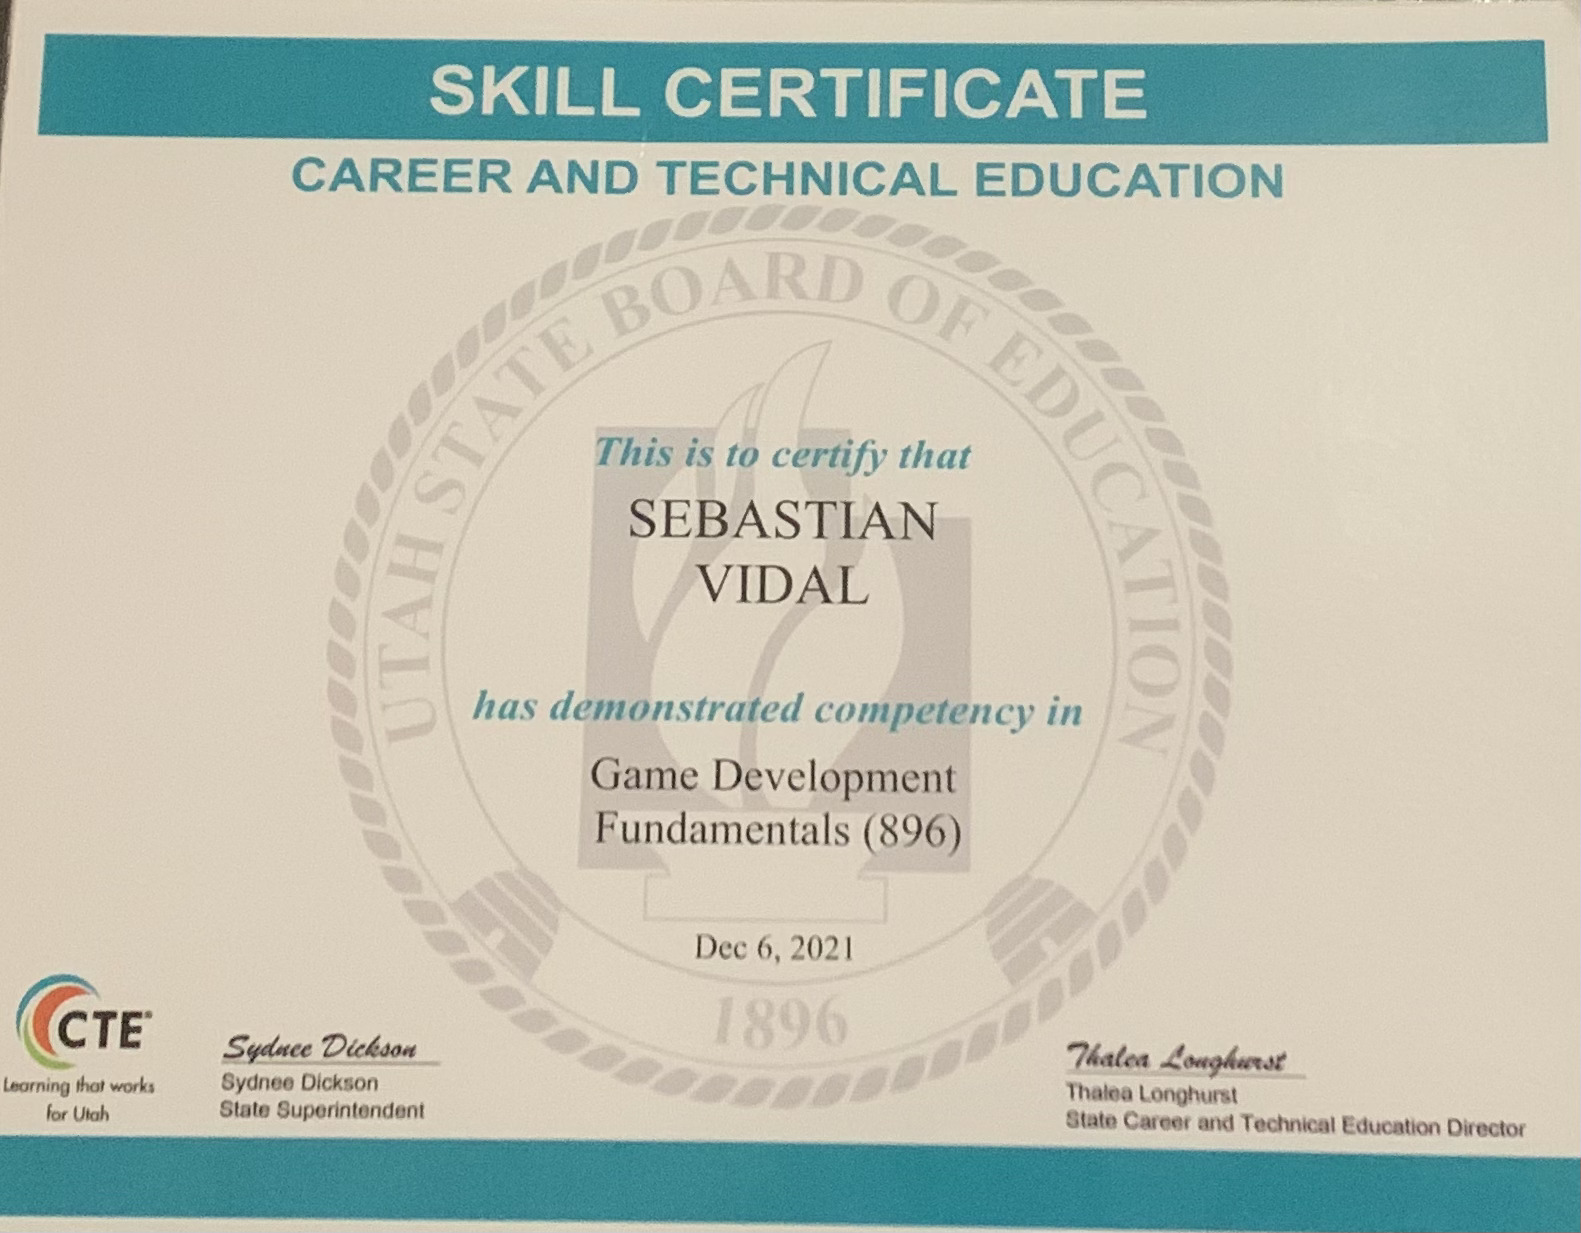 SKILL CERTIFICATE
CAREER AND TECHNICAL EDUCATION
UTAH STATE BOARD OF EDUCATION
This is to certify that
SEBASTIAN
VIDAL
has demonstrated competency in
Game Development
Fundamentals (896)
Dec 6, 2021
1896
CTE®
Learning that works
for Utah
Sydnee Dickson
Sydnee Dickson
State Superintendent
Thalea Longhurst
Thalea Longhurst
State Career and Technical Education Director